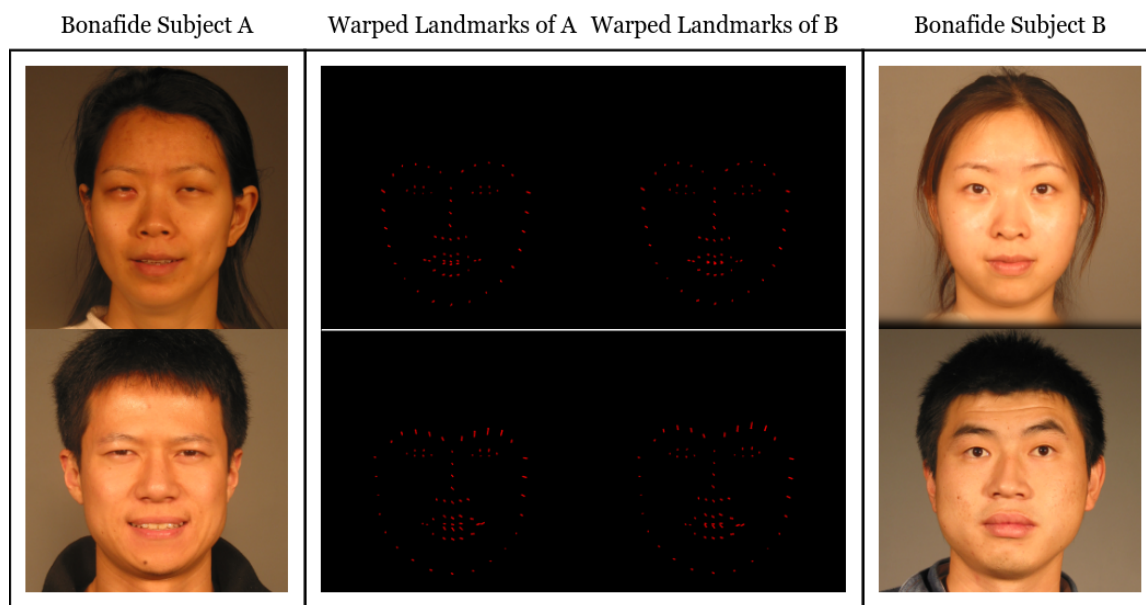 Bonafide Subject A
Warped Landmarks of A
Warped Landmarks of B
Bonafide Subject B